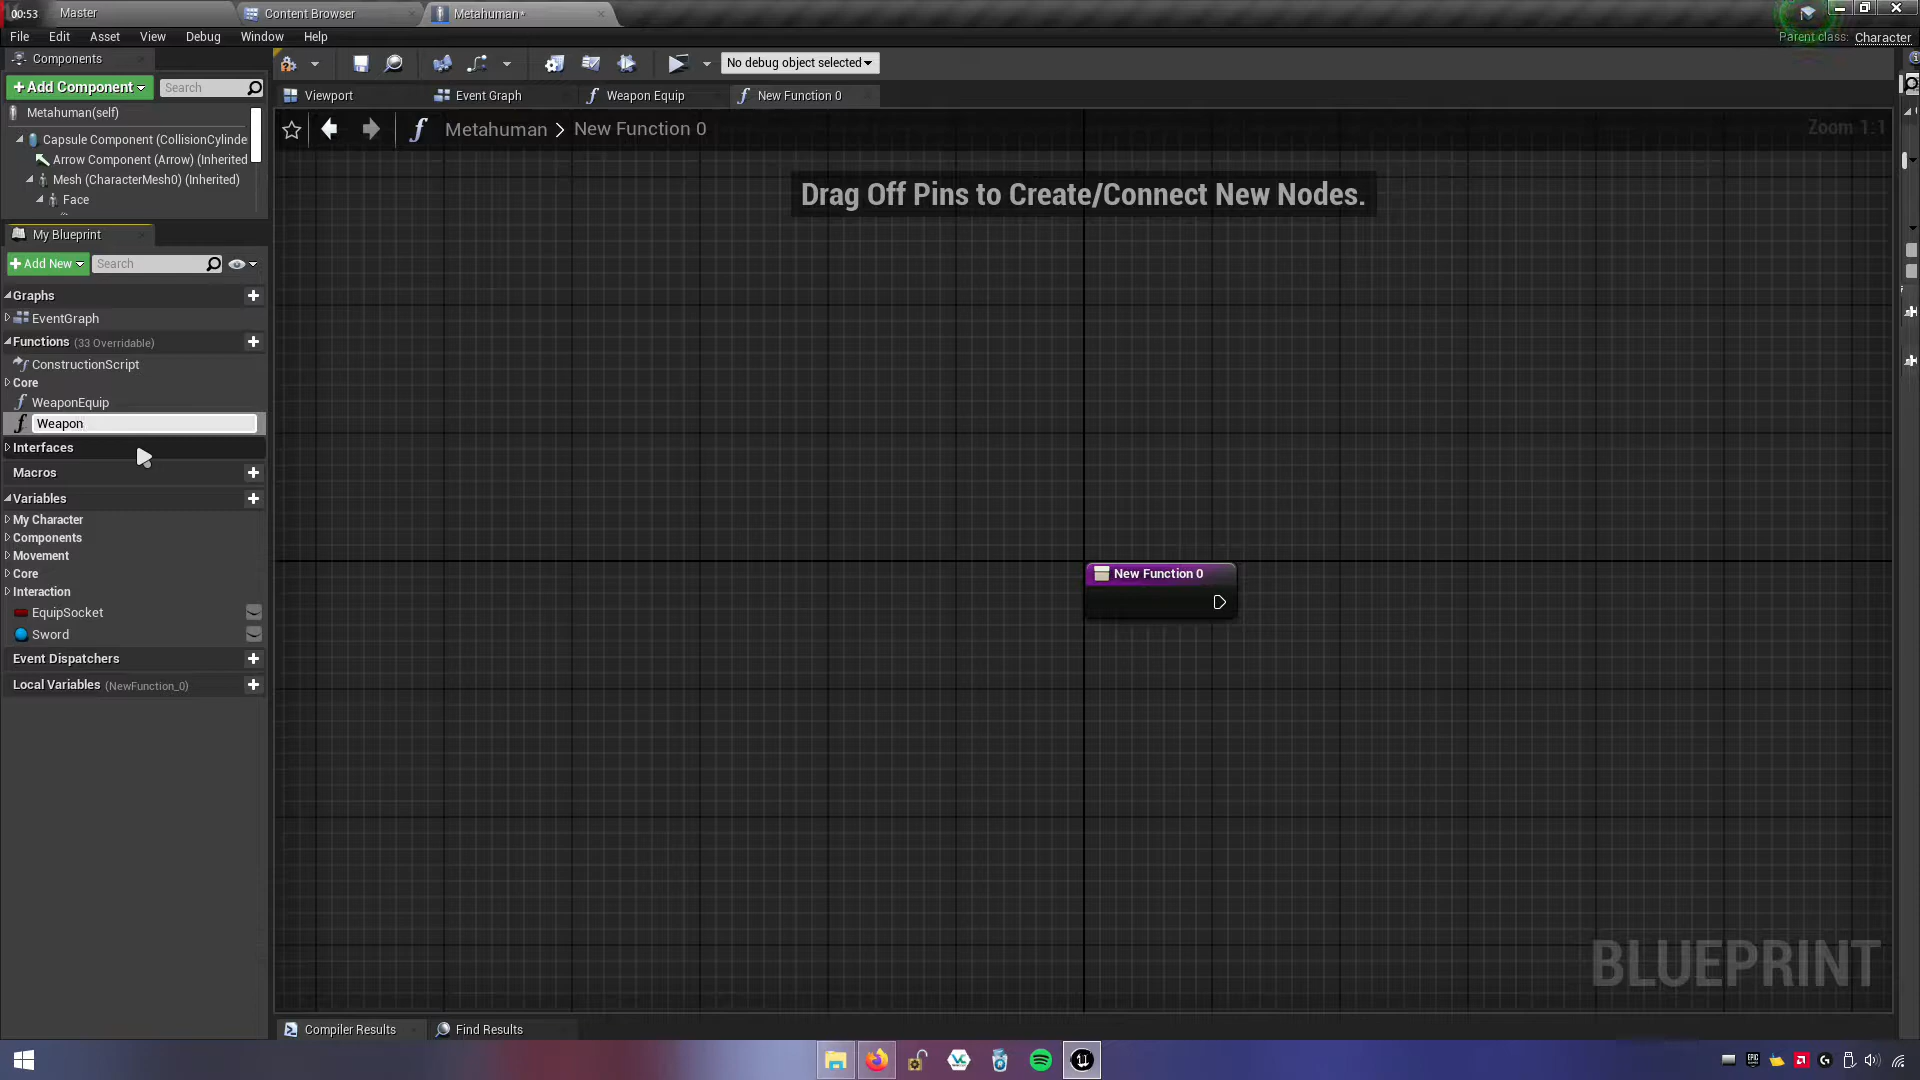 00:53
Master
Content Browser
Metahuman*
File Edit Asset View Debug Window Help
Parent class: Character
Components
+ Add Component
Search
No debug object selected
Metahuman(self)
Capsule Component (CollisionCylinde
Arrow Component (Arrow) (Inherited
Mesh (CharacterMesh0) (Inherited)
Face
Viewport
Event Graph
Weapon Equip
New Function 0
Metahuman > New Function 0
Zoom 1:1
Drag Off Pins to Create/Connect New Nodes.
My Blueprint
+ Add New
Search
Graphs
EventGraph
Functions (33 Overridable)
ConstructionScript
Core
WeaponEquip
Weapon
Interfaces
Macros
Variables
My Character
Components
Movement
Core
Interaction
EquipSocket
Sword
Event Dispatchers
Local Variables (NewFunction_0)
New Function 0
BLUEPRINT
Compiler Results
Find Results